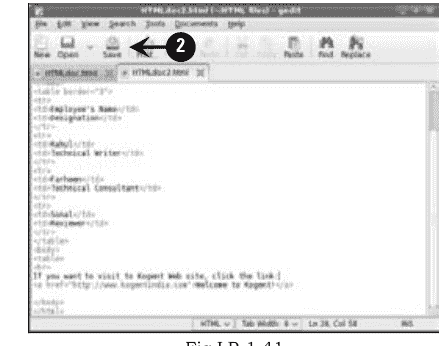 HTMLdoc2.html (~/HTML files) - gedit
File Edit View Search Tools Documents Help
New Open Save Paste Find Replace
2
HTMLdoc.html HTMLdoc2.html
<table border="3">
<tr>
<td>Employee's Name</td>
<td>Designation</td>
</tr>
<tr>
<td>Rahul</td>
<td>Technical Writer</td>
</tr>
<tr>
<td>Farheen</td>
<td>Technical Consultant</td>
</tr>
<tr>
<td>Sonal</td>
<td>Reviewer</td>
</tr>
</table>
<body>
<table>
<br>
If you want to visit to Kogent Web site, click the link:
<a href="http://www.kogentindia.com">Welcome to Kogent!</a>
</body>
</html>
HTML Tab Width: 8 Ln 28, Col 58 INS
Fig.LP-1.41